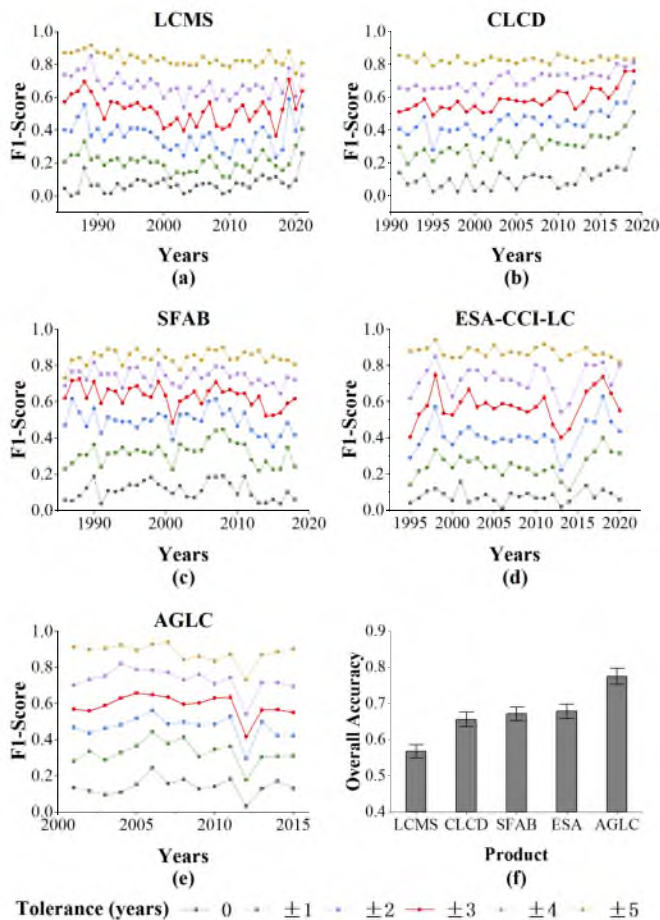 LCMS
CLCD
F1-Score
1.0
0.8
0.6
0.4
0.2
0.0
1990 2000 2010 2020
Years
(a)
F1-Score
1.0
0.8
0.6
0.4
0.2
0.0
1990 1995 2000 2005 2010 2015 2020
Years
(b)
SFAB
ESA-CCI-LC
F1-Score
1.0
0.8
0.6
0.4
0.2
0.0
1990 2000 2010 2020
Years
(c)
F1-Score
1.0
0.8
0.6
0.4
0.2
0.0
1995 2000 2005 2010 2015 2020
Years
(d)
AGLC
F1-Score
1.0
0.8
0.6
0.4
0.2
0.0
2000 2005 2010 2015
Years
(e)
Overall Accuracy
0.9
0.8
0.7
0.6
0.5
0.4
LCMS CLCD SFAB ESA AGLC
Product
(f)
Tolerance (years) 0 ±1 ±2 ±3 ±4 ±5